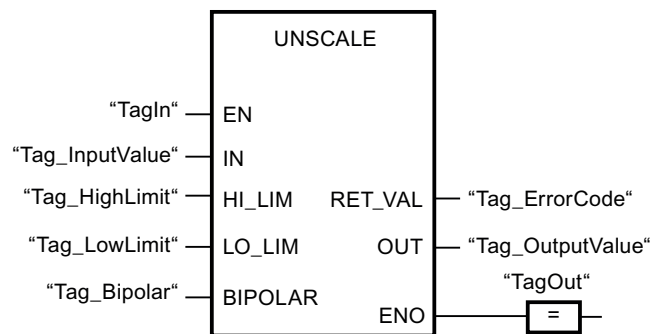 UNSCALE
“TagIn“ EN
“Tag_InputValue“ IN
“Tag_HighLimit“ HI_LIM RET_VAL “Tag_ErrorCode“
“Tag_LowLimit“ LO_LIM OUT “Tag_OutputValue“
“TagOut“
“Tag_Bipolar“ BIPOLAR
ENO =